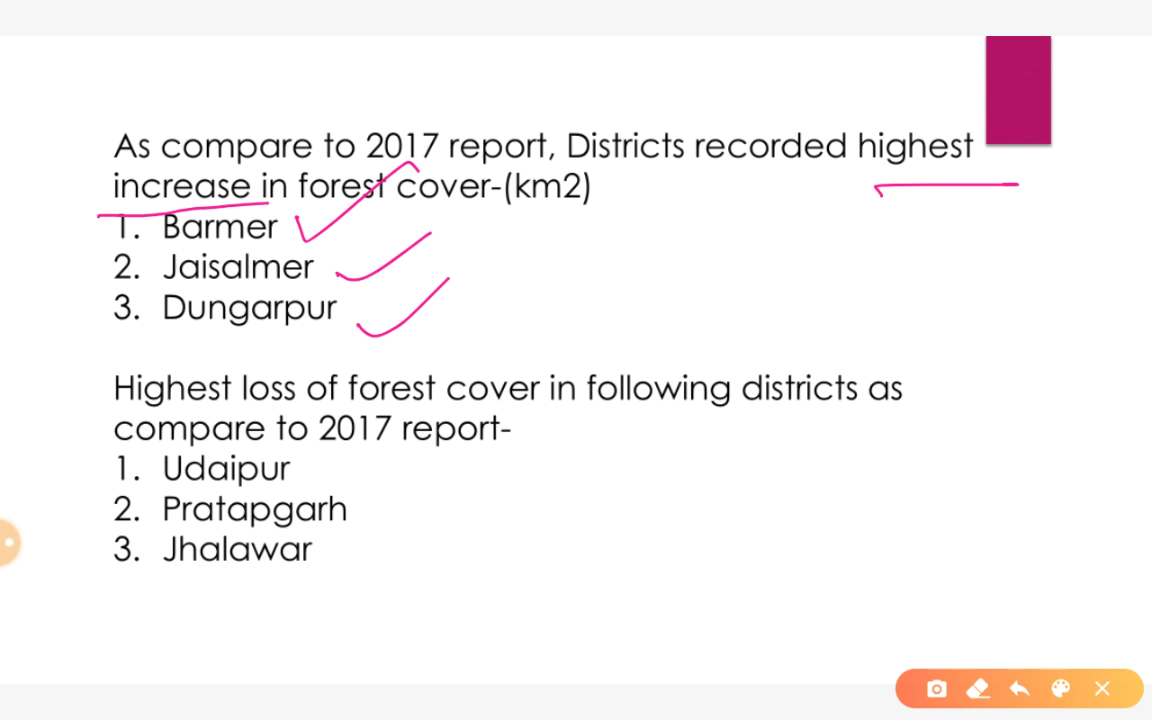 As compare to 2017 report, Districts recorded highest
increase in forest cover-(km2)
1. Barmer
2. Jaisalmer
3. Dungarpur
Highest loss of forest cover in following districts as
compare to 2017 report-
1. Udaipur
2. Pratapgarh
3. Jhalawar